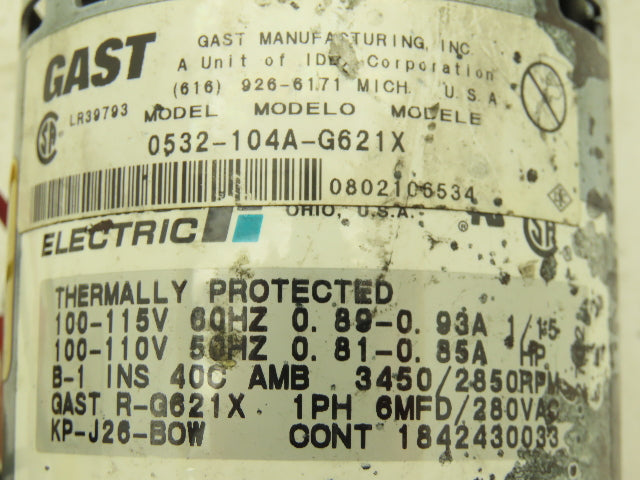 GAST
GAST MANUFACTURING, INC.
A Unit of IDEX Corporation
(616) 926-6171 MICH. U.S.A
LR39793
MODEL MODELO MODELE
0532-104A-G621X
0802106534
OHIO, U.S.A.
ELECTRIC
THERMALLY PROTECTED
100-115V 60HZ 0.89-0.93A 1/15
100-110V 50HZ 0.81-0.85A HP
B-1 INS 40C AMB 3450/2850RPM
GAST R-G621X 1PH 6MFD/280VAC
KP-J26-BOW CONT 1842430033